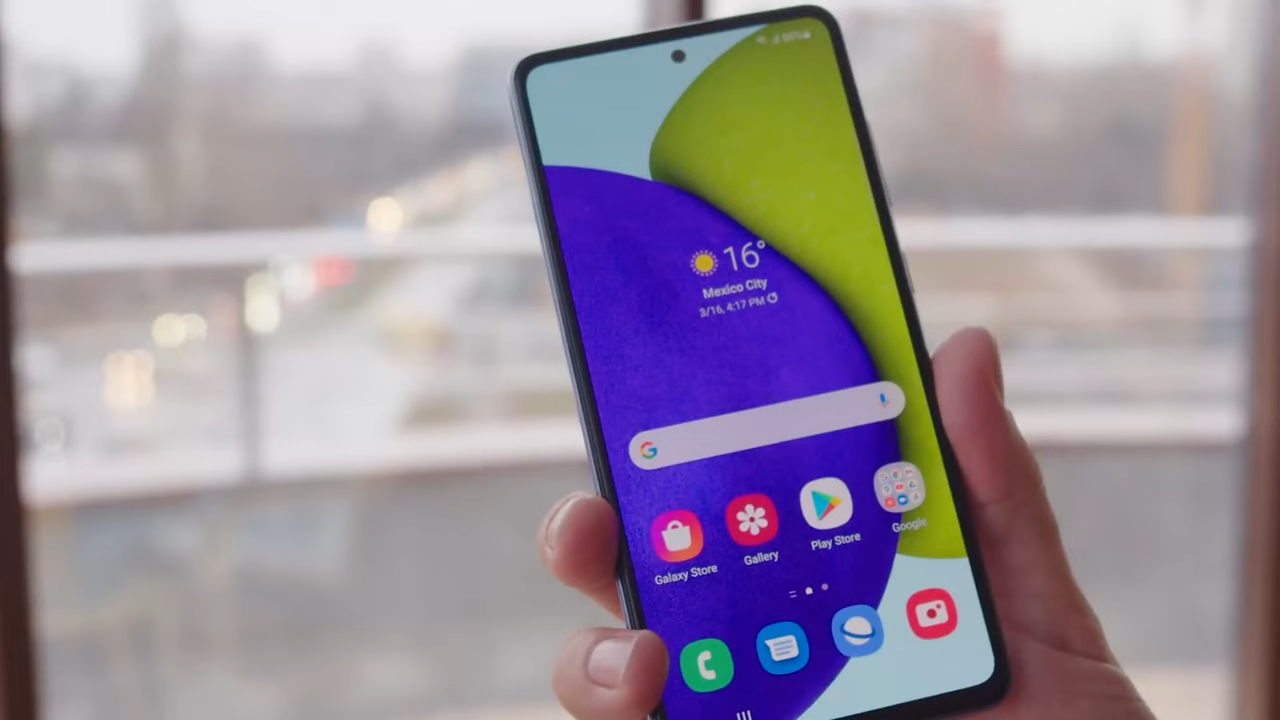 16°
Mexico City
3/16, 4:17 PM
Galaxy Store
Gallery
Play Store
Google